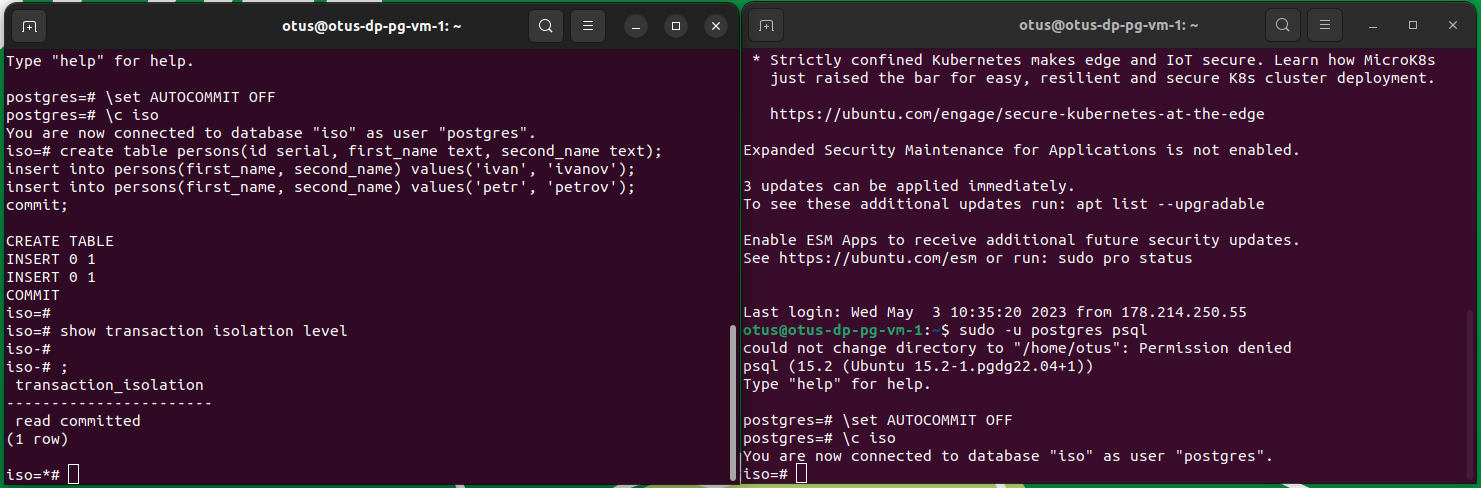 otus@otus-dp-pg-vm-1: ~
Type "help" for help.
postgres=# \set AUTOCOMMIT OFF
postgres=# \c iso
You are now connected to database "iso" as user "postgres".
iso=# create table persons(id serial, first_name text, second_name text);
insert into persons(first_name, second_name) values('ivan', 'ivanov');
insert into persons(first_name, second_name) values('petr', 'petrov');
commit;
CREATE TABLE
INSERT 0 1
INSERT 0 1
COMMIT
iso=#
iso=# show transaction isolation level
iso-#
iso-# ;
 transaction_isolation
-----------------------
 read committed
(1 row)
iso=*#
otus@otus-dp-pg-vm-1: ~
 * Strictly confined Kubernetes makes edge and IoT secure. Learn how MicroK8s
   just raised the bar for easy, resilient and secure K8s cluster deployment.
   https://ubuntu.com/engage/secure-kubernetes-at-the-edge
Expanded Security Maintenance for Applications is not enabled.
3 updates can be applied immediately.
To see these additional updates run: apt list --upgradable
Enable ESM Apps to receive additional future security updates.
See https://ubuntu.com/esm or run: sudo pro status
Last login: Wed May  3 10:35:20 2023 from 178.214.250.55
otus@otus-dp-pg-vm-1:~$ sudo -u postgres psql
could not change directory to "/home/otus": Permission denied
psql (15.2 (Ubuntu 15.2-1.pgdg22.04+1))
Type "help" for help.
postgres=# \set AUTOCOMMIT OFF
postgres=# \c iso
You are now connected to database "iso" as user "postgres".
iso=#